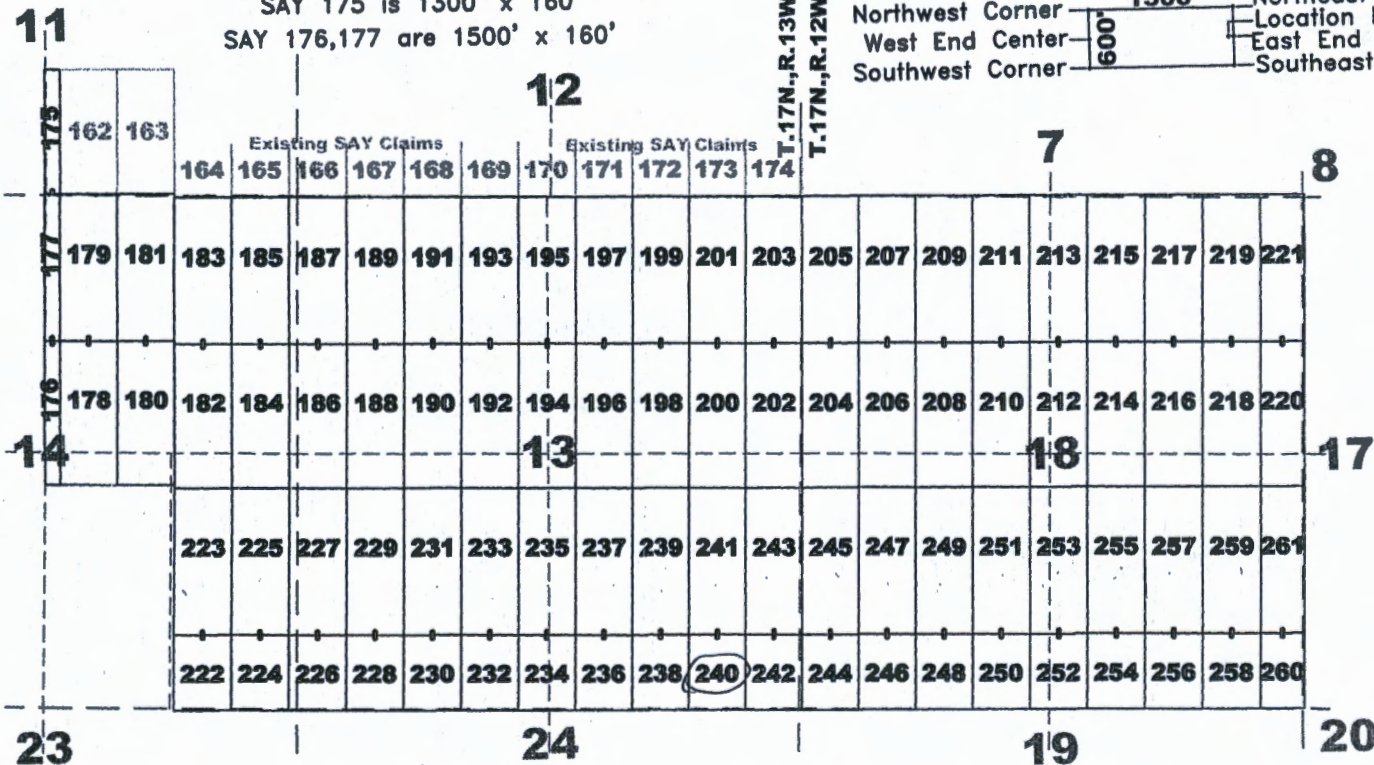 SAY 175 is 1300' x 160'
SAY 176,177 are 1500' x 160'
T.17N.,R.13W
T.17N.,R.12W
Northwest Corner
West End Center
Southwest Corner
600'
Location
East End
Southeast
11
12
7
8
175 162 163
Existing SAY Claims
Existing SAY Claims
164 165 166 167 168 169 170 171 172 173 174
177 179 181 183 185 187 189 191 193 195 197 199 201 203 205 207 209 211 213 215 217 219 221
176 178 180 182 184 186 188 190 192 194 196 198 200 202 204 206 208 210 212 214 216 218 220
14 13 18 17
223 225 227 229 231 233 235 237 239 241 243 245 247 249 251 253 255 257 259 261
222 224 226 228 230 232 234 236 238 240 242 244 246 248 250 252 254 256 258 260
23 24 19 20